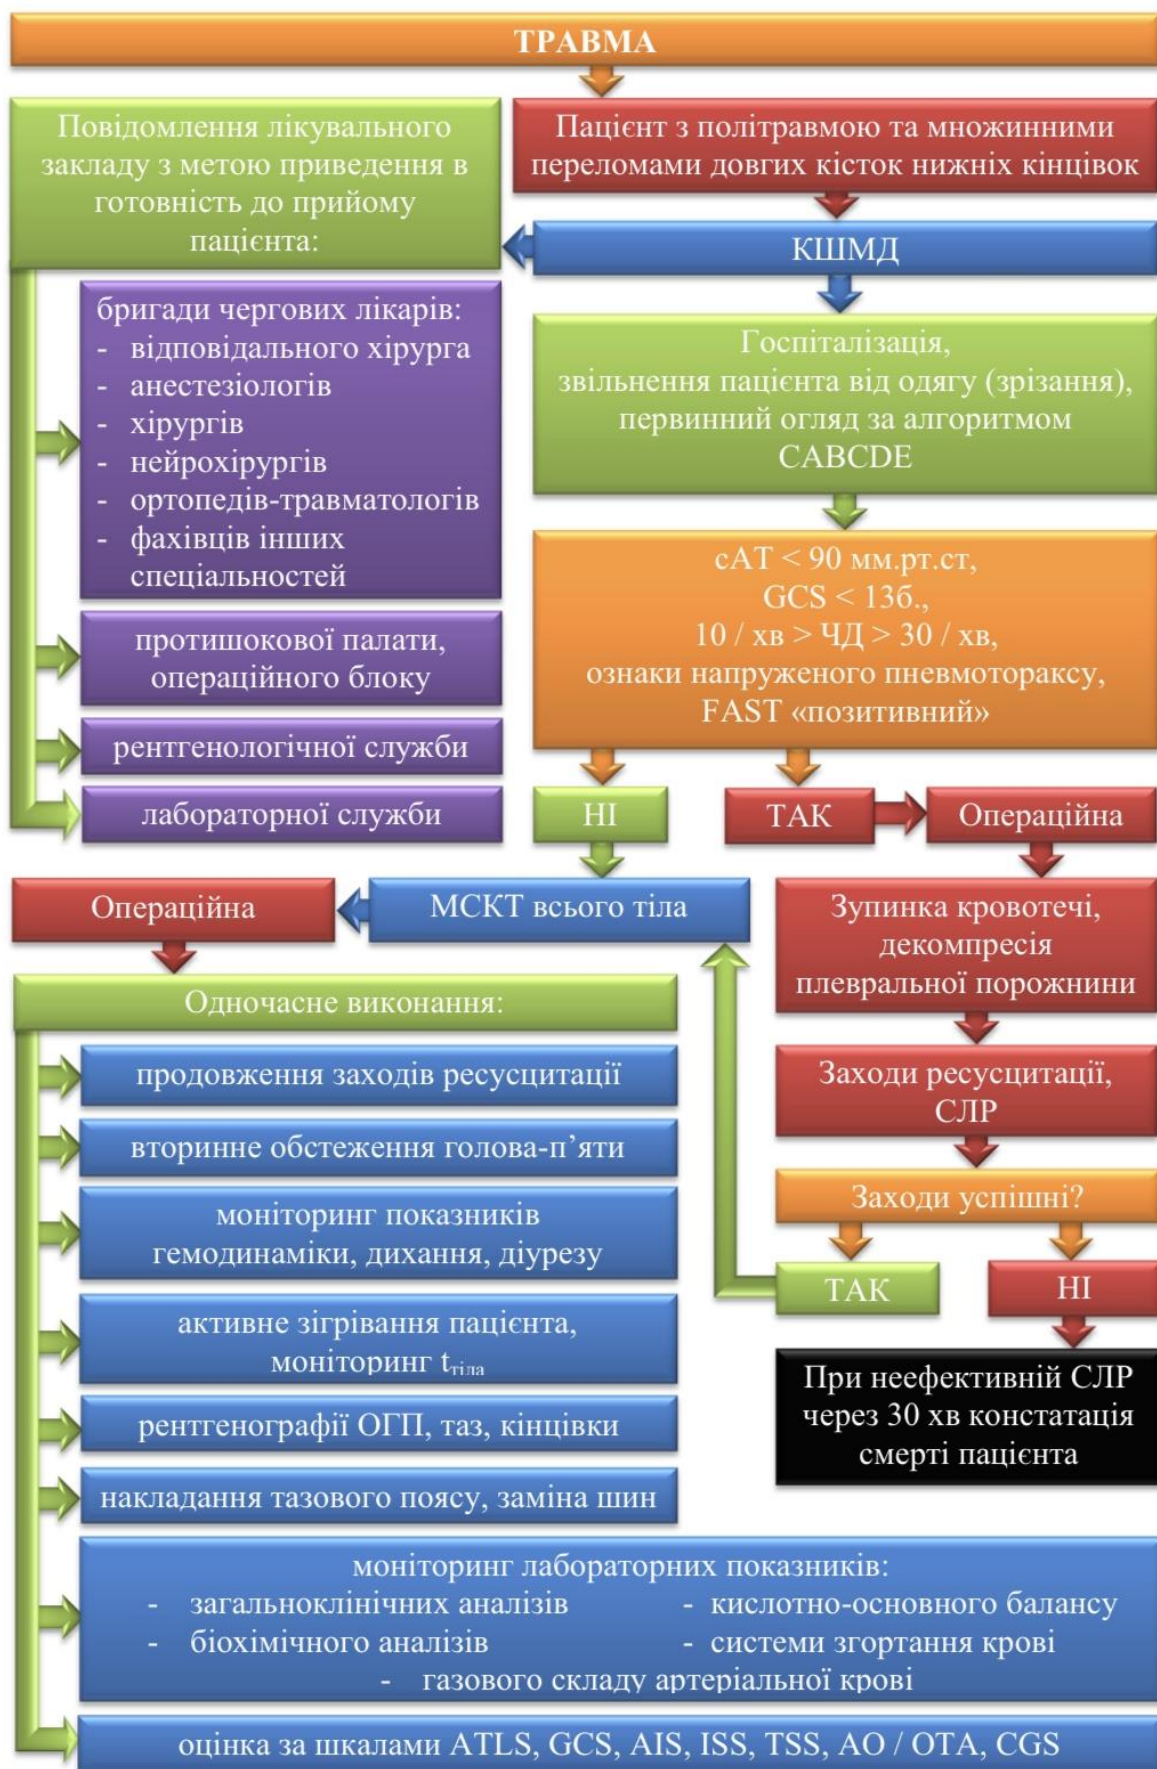 ТРАВМА
Повідомлення лікувального
закладу з метою приведення в
готовність до прийому
пацієнта:
Пацієнт з політравмою та множинними
переломами довгих кісток нижніх кінцівок
КШМД
бригади чергових лікарів:
- відповідального хірурга
- анестезіологів
- хірургів
- нейрохірургів
- ортопедів-травматологів
- фахівців інших
спеціальностей
протишокової палати,
операційного блоку
рентгенологічної служби
лабораторної служби
Госпіталізація,
звільнення пацієнта від одягу (зрізання),
первинний огляд за алгоритмом
CABCDE
сАТ < 90 мм.рт.ст,
GCS < 13б.,
10 / хв > ЧД > 30 / хв,
ознаки напруженого пневмотораксу,
FAST «позитивний»
НІ
ТАК
Операційна
Операційна
МСКТ всього тіла
Зупинка кровотечі,
декомпресія
плевральної порожнини
Заходи ресусцитації,
СЛР
Заходи успішні?
ТАК
НІ
При неефективній СЛР
через 30 хв констатація
смерті пацієнта
Одночасне виконання:
продовження заходів ресусцитації
вторинне обстеження голова-п’яти
моніторинг показників
гемодинаміки, дихання, діурезу
активне зігрівання пацієнта,
моніторинг tтіла
рентгенографії ОГП, таз, кінцівки
накладання тазового поясу, заміна шин
моніторинг лабораторних показників:
- загальноклінічних аналізів - кислотно-основного балансу
- біохімічного аналізів - системи згортання крові
- газового складу артеріальної крові
оцінка за шкалами ATLS, GCS, AIS, ISS, TSS, AO / OTA, CGS